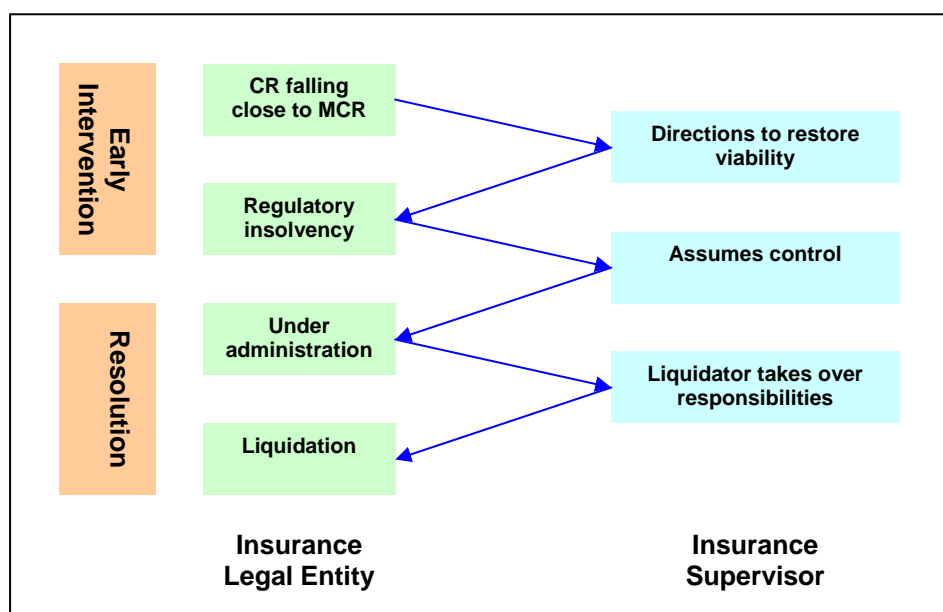 Early
Intervention
CR falling
close to MCR
Directions to restore
viability
Regulatory
insolvency
Assumes control
Resolution
Under
administration
Liquidator takes over
responsibilities
Liquidation
Insurance
Legal Entity
Insurance
Supervisor